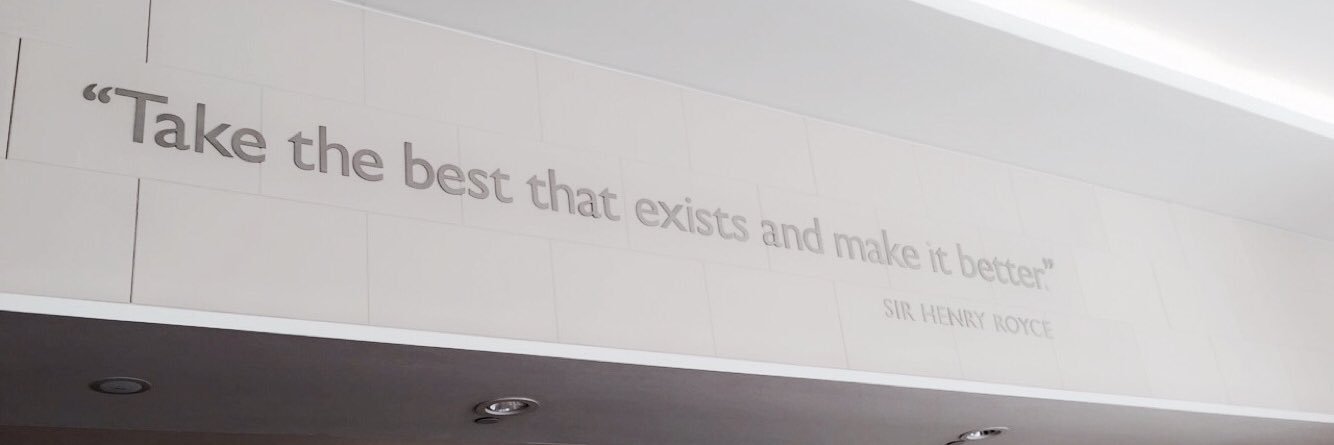 “Take the best that exists and make it better.”
SIR HENRY ROYCE